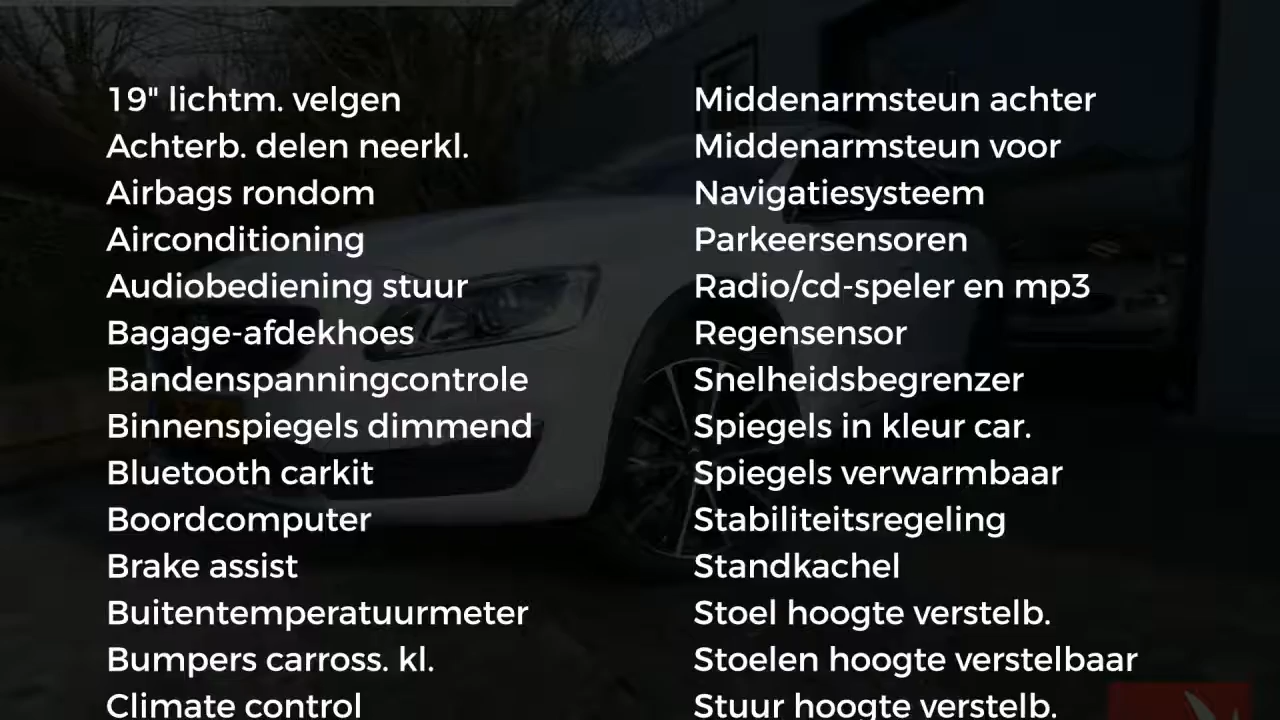 19" lichtm. velgen
Achterb. delen neerkl.
Airbags rondom
Airconditioning
Audiobediening stuur
Bagage-afdekhoes
Bandenspanningcontrole
Binnenspiegels dimmend
Bluetooth carkit
Boordcomputer
Brake assist
Buitentemperatuurmeter
Bumpers carross. kl.
Climate control
Middenarmsteun achter
Middenarmsteun voor
Navigatiesysteem
Parkeersensoren
Radio/cd-speler en mp3
Regensensor
Snelheidsbegrenzer
Spiegels in kleur car.
Spiegels verwarmbaar
Stabiliteitsregeling
Standkachel
Stoel hoogte verstelb.
Stoelen hoogte verstelbaar
Stuur hoogte verstelb.